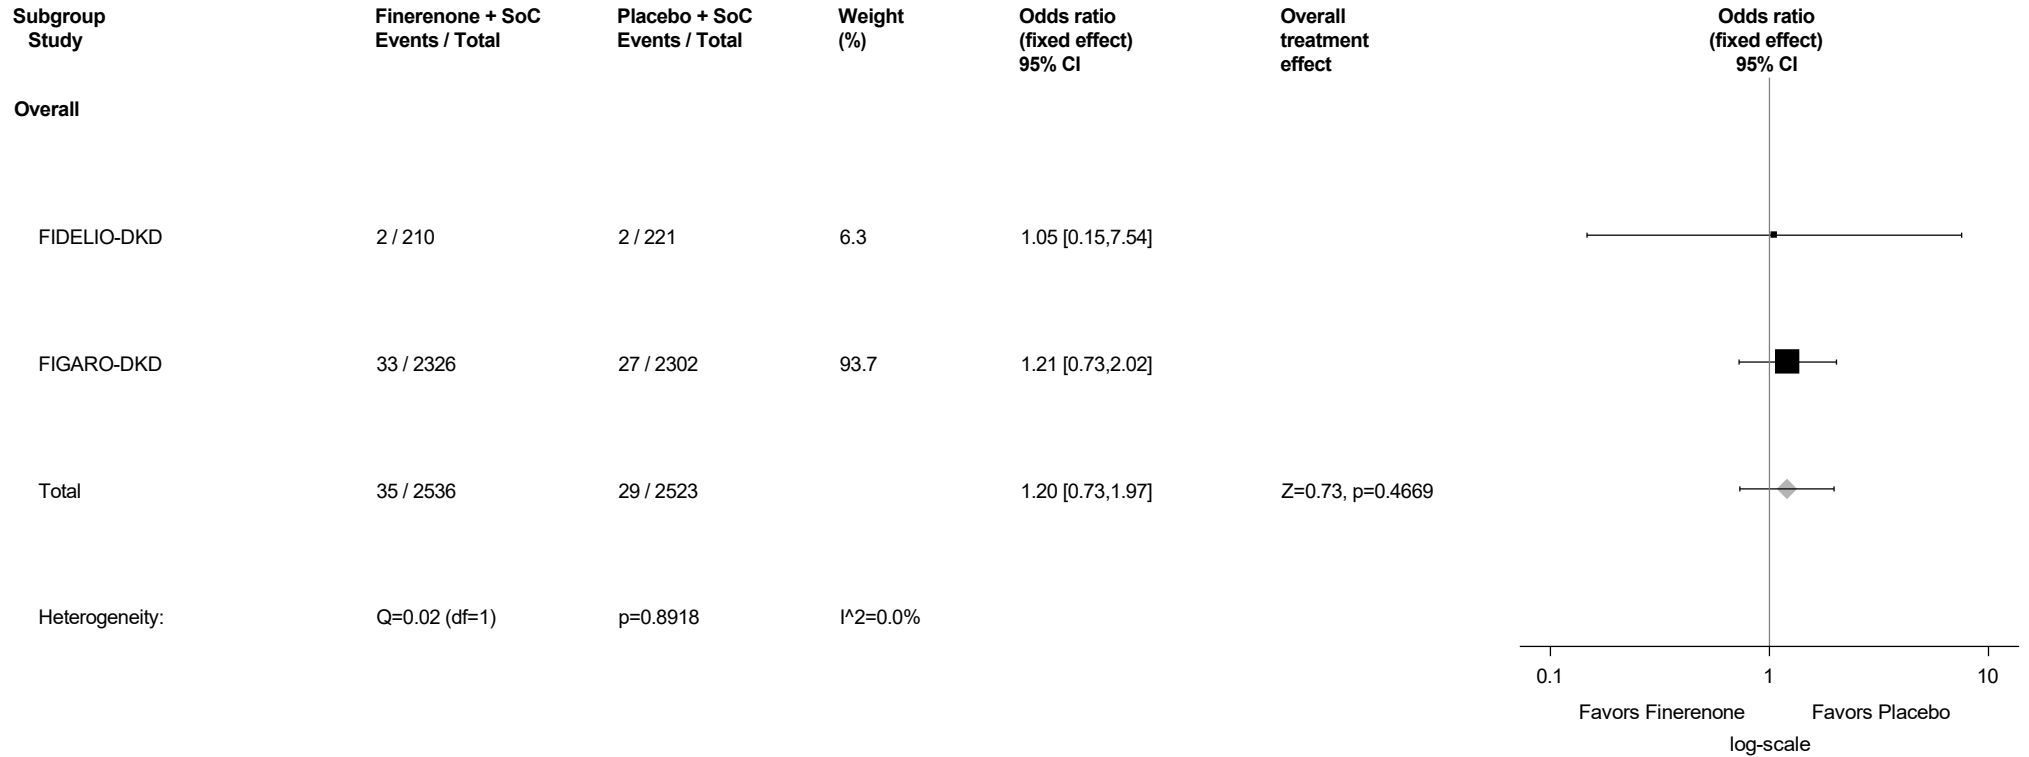 Subgroup Finerenone + SoC Placebo + SoC Weight Odds ratio Overall Odds ratio
Study Events / Total Events / Total (%) (fixed effect) treatment (fixed effect)
95% CI effect 95% CI
Overall
FIDELIO-DKD 2 / 210 2 / 221 6.3 1.05 [0.15,7.54]
FIGARO-DKD 33 / 2326 27 / 2302 93.7 1.21 [0.73,2.02]
Total 35 / 2536 29 / 2523 1.20 [0.73,1.97] Z=0.73, p=0.4669
Heterogeneity: Q=0.02 (df=1) p=0.8918 I^2=0.0%
0.1 1 10
Favors Finerenone Favors Placebo
log-scale